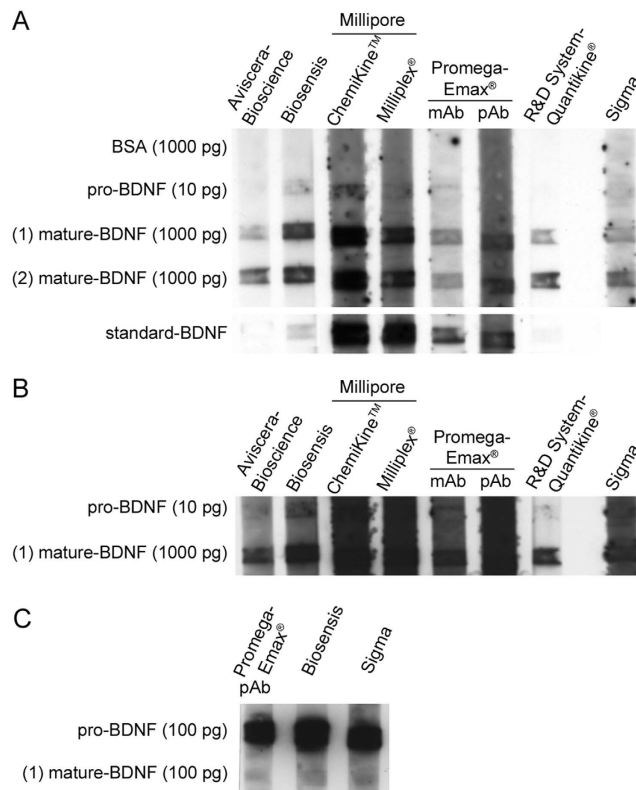 A
Millipore
Aviscera-
Bioscience
Biosensis
ChemiKine™
Milliplex®
Promega-
Emax®
mAb pAb
R&D System-
QuantiKine®
Sigma
BSA (1000 pg)
pro-BDNF (10 pg)
(1) mature-BDNF (1000 pg)
(2) mature-BDNF (1000 pg)
standard-BDNF
B
Millipore
Aviscera-
Bioscience
Biosensis
ChemiKine™
Milliplex®
Promega-
Emax®
mAb pAb
R&D System-
QuantiKine®
Sigma
pro-BDNF (10 pg)
(1) mature-BDNF (1000 pg)
C
Promega-
Emax®
pAb
Biosensis
Sigma
pro-BDNF (100 pg)
(1) mature-BDNF (100 pg)